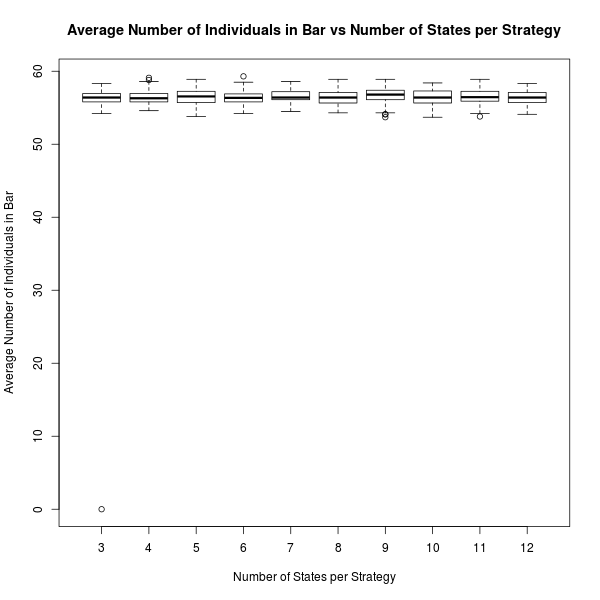 Average Number of Individuals in Bar vs Number of States per Strategy
Average Number of Individuals in Bar
60
50
40
30
20
10
0
3 4 5 6 7 8 9 10 11 12
Number of States per Strategy